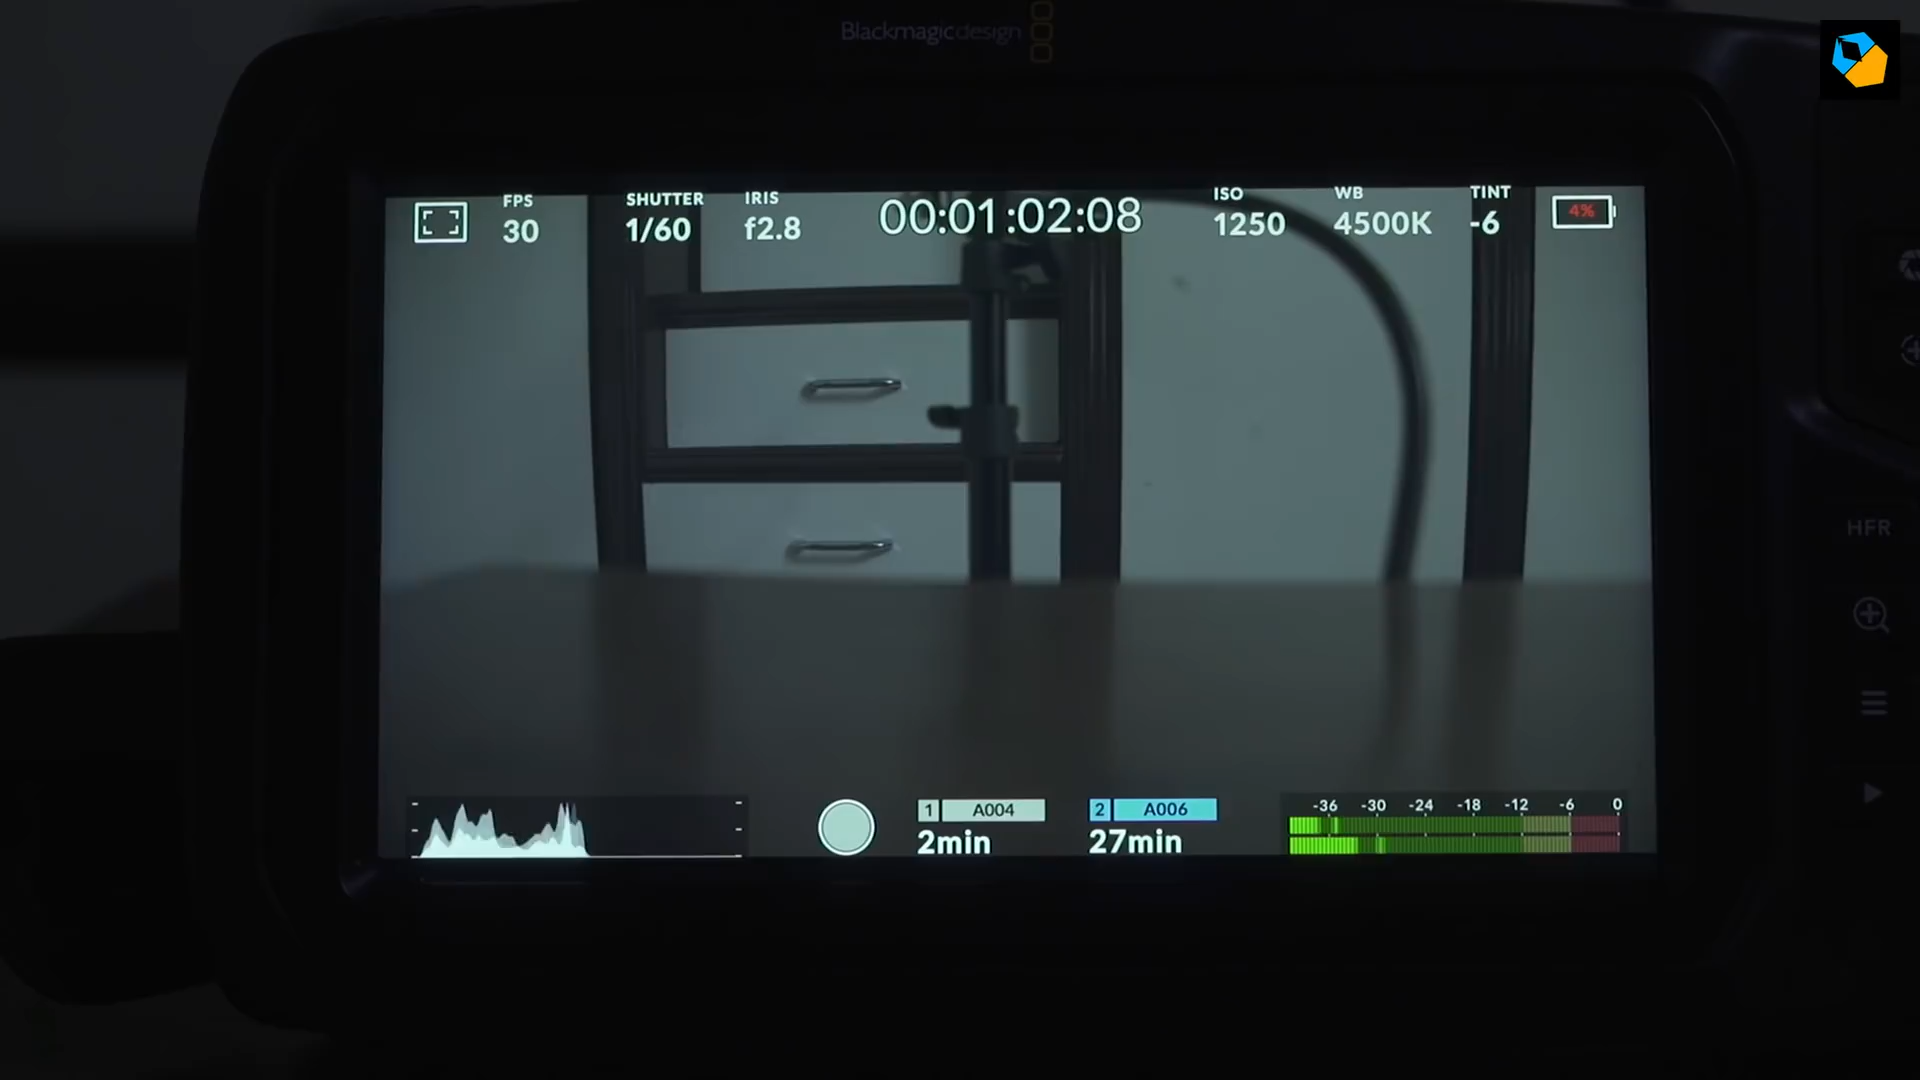 Blackmagicdesign
FPS
30
SHUTTER
1/60
IRIS
f2.8
00:01:02:08
ISO
1250
WB
4500K
TINT
-6
4%
HFR
1 A004
2min
2 A006
27min
-36 -30 -24 -18 -12 -6 0